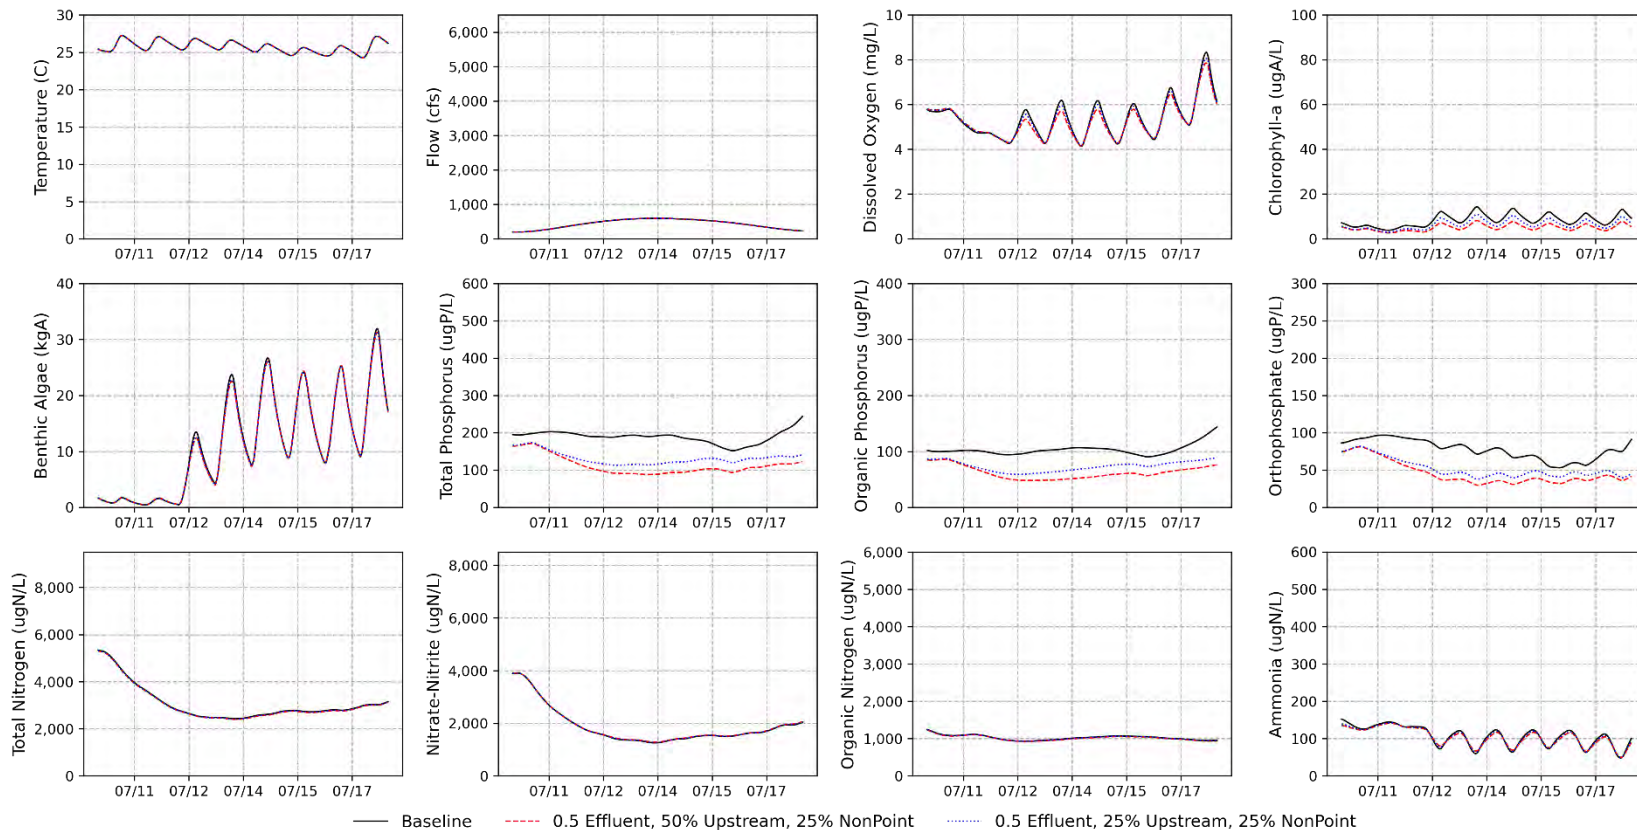 Temperature (C)
30
25
20
15
10
5
0
07/11 07/12 07/14 07/15 07/17
Flow (cfs)
6,000
5,000
4,000
3,000
2,000
1,000
0
07/11 07/12 07/14 07/15 07/17
Dissolved Oxygen (mg/L)
10
8
6
4
2
0
07/11 07/12 07/14 07/15 07/17
Chlorophyll-a (ugA/L)
100
80
60
40
20
0
07/11 07/12 07/14 07/15 07/17
Benthic Algae (kgA)
40
30
20
10
0
07/11 07/12 07/14 07/15 07/17
Total Phosphorus (ugP/L)
600
500
400
300
200
100
0
07/11 07/12 07/14 07/15 07/17
Organic Phosphorus (ugP/L)
400
300
200
100
0
07/11 07/12 07/14 07/15 07/17
Orthophosphate (ugP/L)
300
250
200
150
100
50
0
07/11 07/12 07/14 07/15 07/17
Total Nitrogen (ugN/L)
8,000
6,000
4,000
2,000
0
07/11 07/12 07/14 07/15 07/17
Nitrate-Nitrite (ugN/L)
8,000
6,000
4,000
2,000
0
07/11 07/12 07/14 07/15 07/17
Organic Nitrogen (ugN/L)
6,000
5,000
4,000
3,000
2,000
1,000
0
07/11 07/12 07/14 07/15 07/17
Ammonia (ugN/L)
600
500
400
300
200
100
0
07/11 07/12 07/14 07/15 07/17
Baseline 0.5 Effluent, 50% Upstream, 25% NonPoint 0.5 Effluent, 25% Upstream, 25% NonPoint